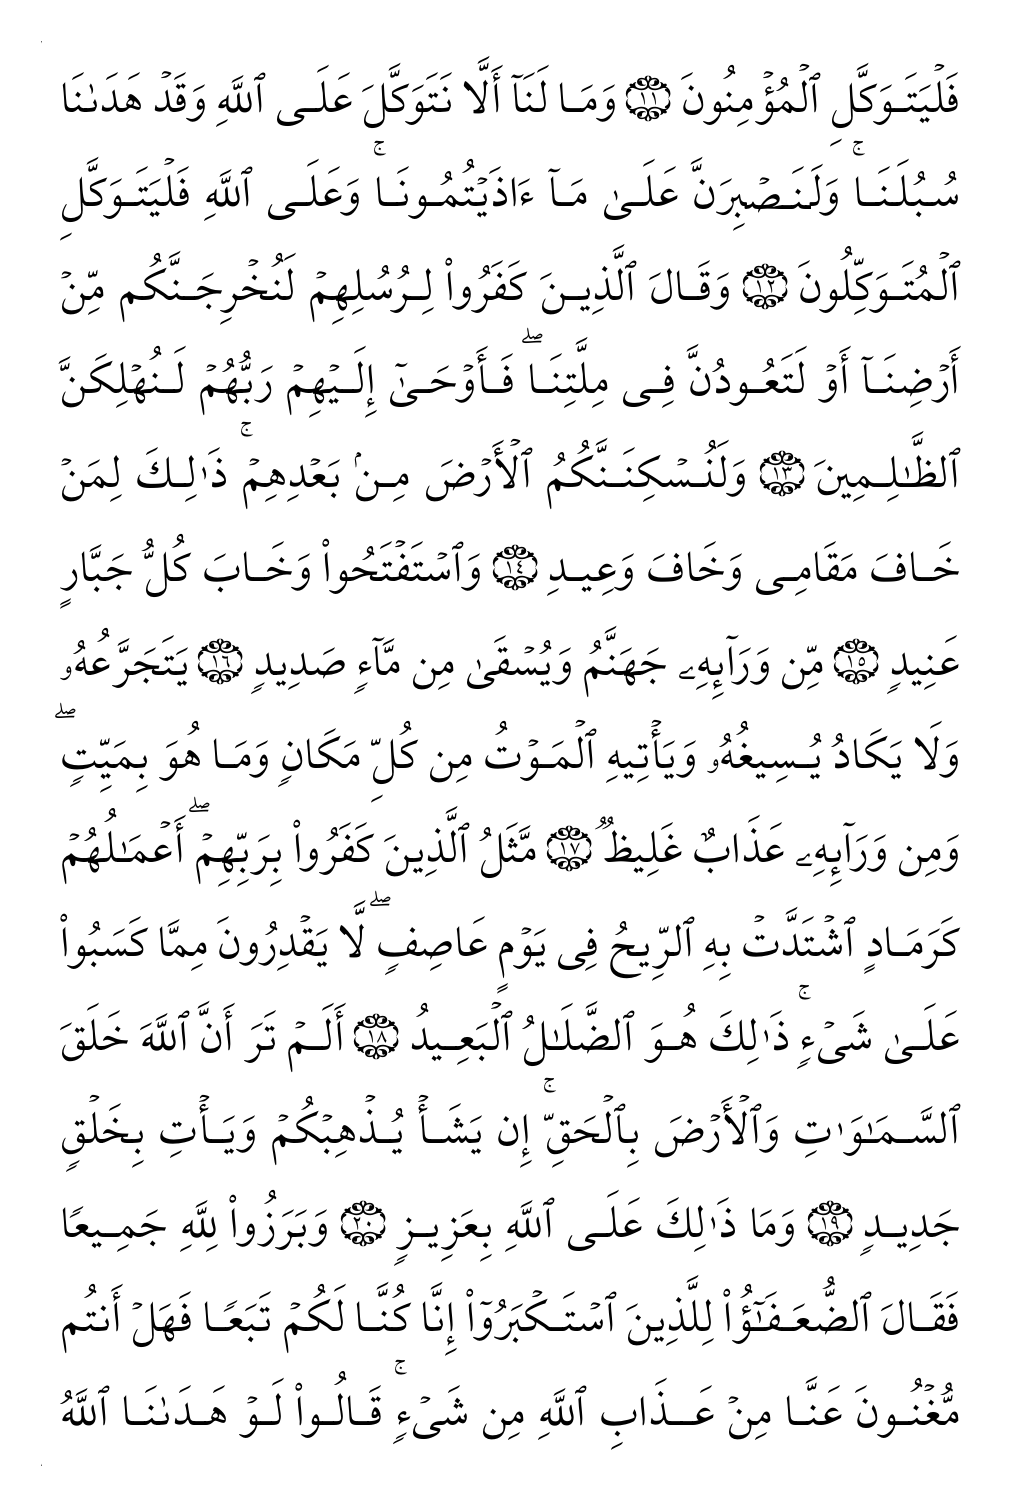 فَلۡيَتَوَكَّلِ ٱلۡمُؤۡمِنُونَ ١١ وَمَا لَنَآ أَلَّا نَتَوَكَّلَ عَلَى ٱللَّهِ وَقَدۡ هَدَىٰنَا
سُبُلَنَاۚ وَلَنَصۡبِرَنَّ عَلَىٰ مَآ ءَاذَيۡتُمُونَاۚ وَعَلَى ٱللَّهِ فَلۡيَتَوَكَّلِ
ٱلۡمُتَوَكِّلُونَ ١٢ وَقَالَ ٱلَّذِينَ كَفَرُواْ لِرُسُلِهِمۡ لَنُخۡرِجَنَّكُم مِّنۡ
أَرۡضِنَآ أَوۡ لَتَعُودُنَّ فِي مِلَّتِنَاۖ فَأَوۡحَىٰٓ إِلَيۡهِمۡ رَبُّهُمۡ لَنُهۡلِكَنَّ
ٱلظَّٰلِمِينَ ١٣ وَلَنُسۡكِنَنَّكُمُ ٱلۡأَرۡضَ مِنۢ بَعۡدِهِمۡۚ ذَٰلِكَ لِمَنۡ
خَافَ مَقَامِي وَخَافَ وَعِيدِ ١٤ وَٱسۡتَفۡتَحُواْ وَخَابَ كُلُّ جَبَّارٍ
عَنِيدٖ ١٥ مِّن وَرَآئِهِۦ جَهَنَّمُ وَيُسۡقَىٰ مِن مَّآءٖ صَدِيدٖ ١٦ يَتَجَرَّعُهُۥ
وَلَا يَكَادُ يُسِيغُهُۥ وَيَأۡتِيهِ ٱلۡمَوۡتُ مِن كُلِّ مَكَانٖ وَمَا هُوَ بِمَيِّتٖۖ
وَمِن وَرَآئِهِۦ عَذَابٌ غَلِيظٞ ١٧ مَّثَلُ ٱلَّذِينَ كَفَرُواْ بِرَبِّهِمۡۖ أَعۡمَٰلُهُمۡ
كَرَمَادٍ ٱشۡتَدَّتۡ بِهِ ٱلرِّيحُ فِي يَوۡمٍ عَاصِفٖۖ لَّا يَقۡدِرُونَ مِمَّا كَسَبُواْ
عَلَىٰ شَيۡءٖۚ ذَٰلِكَ هُوَ ٱلضَّلَٰلُ ٱلۡبَعِيدُ ١٨ أَلَمۡ تَرَ أَنَّ ٱللَّهَ خَلَقَ
ٱلسَّمَٰوَٰتِ وَٱلۡأَرۡضَ بِٱلۡحَقِّۚ إِن يَشَأۡ يُذۡهِبۡكُمۡ وَيَأۡتِ بِخَلۡقٖ
جَدِيدٖ ١٩ وَمَا ذَٰلِكَ عَلَى ٱللَّهِ بِعَزِيزٖ ٢٠ وَبَرَزُواْ لِلَّهِ جَمِيعٗا
فَقَالَ ٱلضُّعَفَٰٓؤُاْ لِلَّذِينَ ٱسۡتَكۡبَرُوٓاْ إِنَّا كُنَّا لَكُمۡ تَبَعٗا فَهَلۡ أَنتُم
مُّغۡنُونَ عَنَّا مِنۡ عَذَابِ ٱللَّهِ مِن شَيۡءٖۚ قَالُواْ لَوۡ هَدَىٰنَا ٱللَّهُ